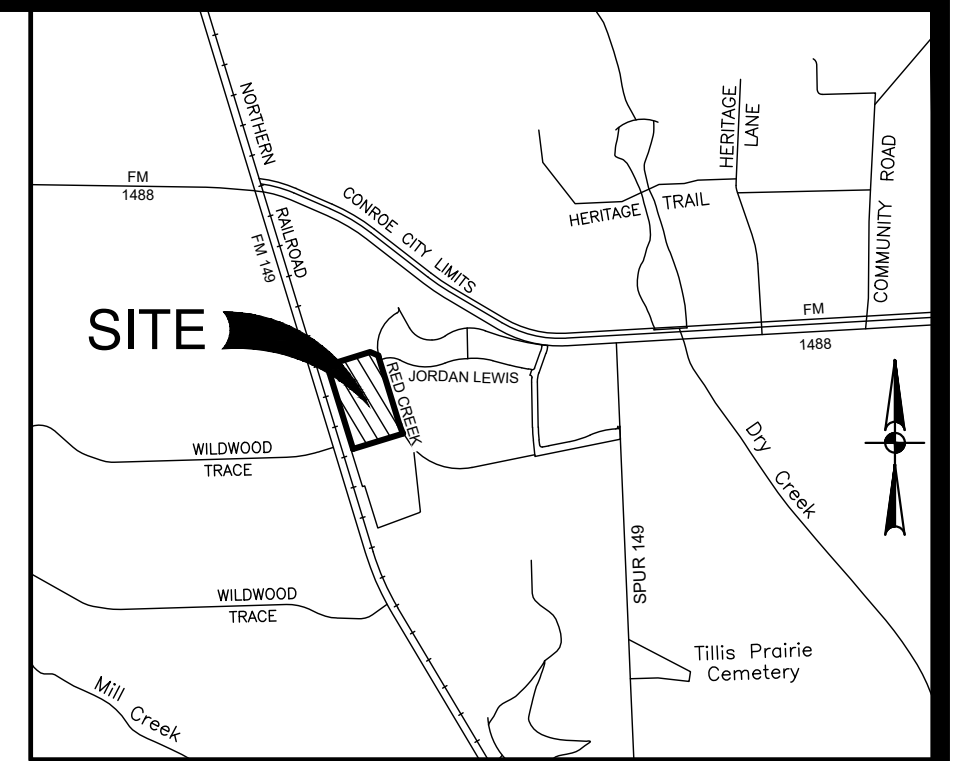 NORTHERN
RAILROAD
FM
1488
FM 149
CONROE CITY LIMITS
HERITAGE
LANE
HERITAGE TRAIL
COMMUNITY ROAD
FM
1488
SITE
RED CREEK
JORDAN LEWIS
WILDWOOD
TRACE
Dry Creek
SPUR 149
WILDWOOD
TRACE
Tillis Prairie
Cemetery
Mill Creek